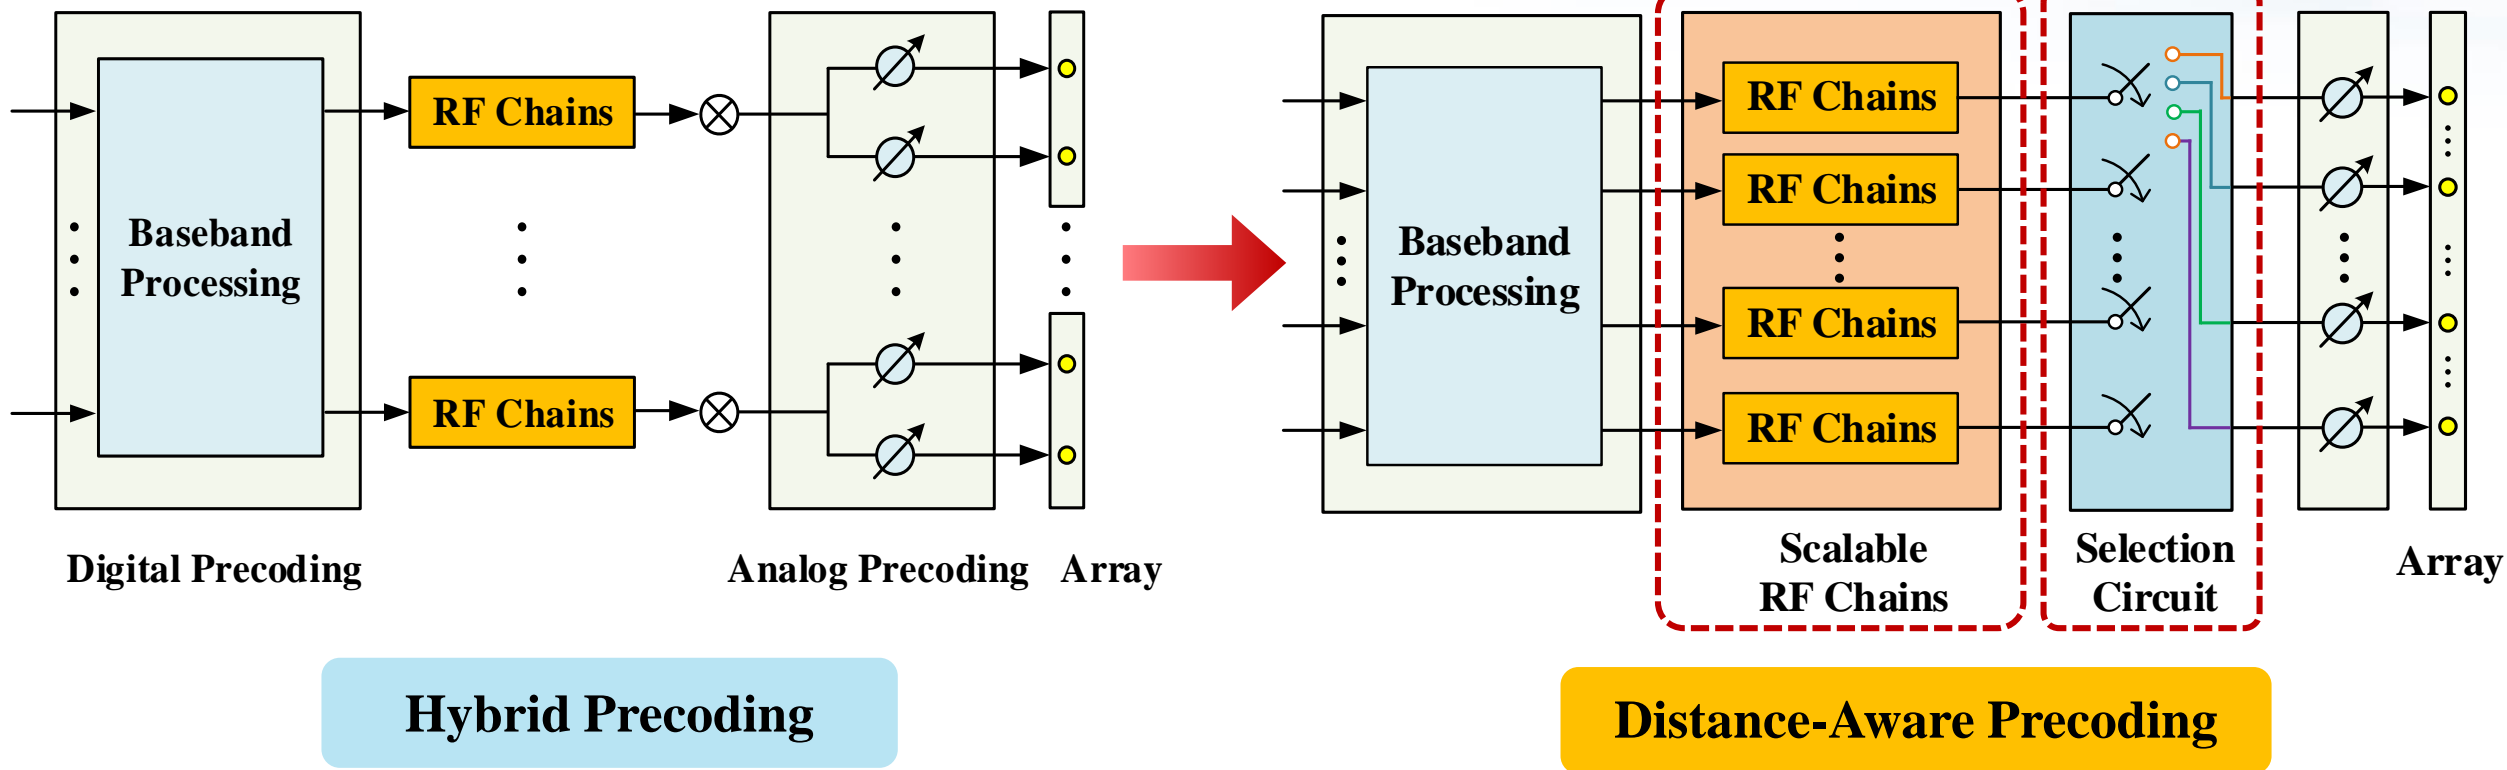 RF Chains
Baseband
Processing
RF Chains
Digital Precoding
Analog Precoding
Array
Hybrid Precoding
Baseband
Processing
RF Chains
RF Chains
RF Chains
RF Chains
Scalable
RF Chains
Selection
Circuit
Array
Distance-Aware Precoding